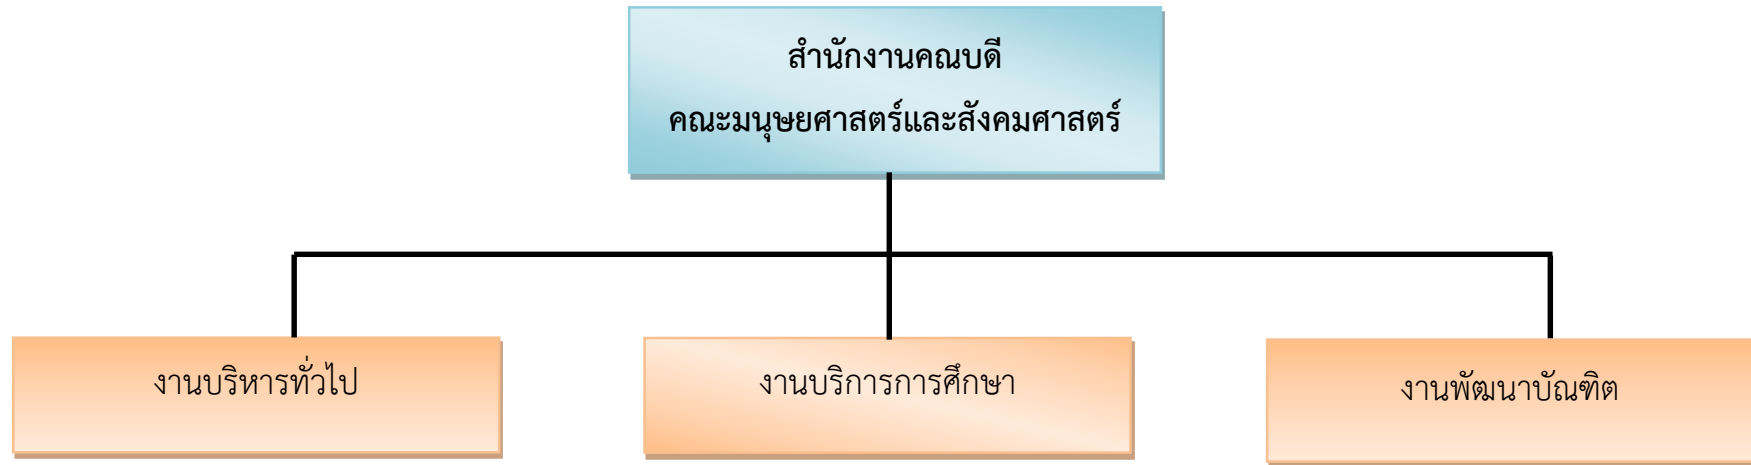 สำนักงานคณบดี
คณะมนุษยศาสตร์และสังคมศาสตร์
งานบริหารทั่วไป
งานบริการการศึกษา
งานพัฒนาบัณฑิต